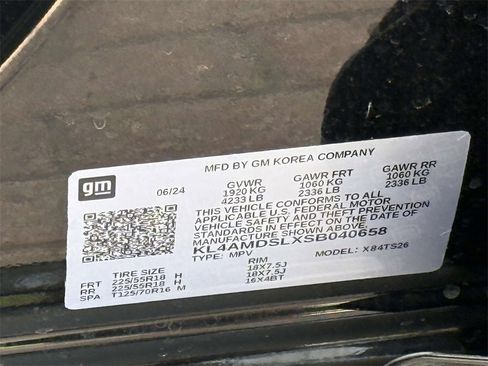 MFD BY GM KOREA COMPANY
gm 06/24 GVWR GAWR FRT GAWR RR
1920 KG 1060 KG 1060 KG
4233 LB 2336 LB 2336 LB
THIS VEHICLE CONFORMS TO ALL
APPLICABLE U.S. FEDERAL MOTOR
VEHICLE SAFETY AND THEFT PREVENTION
STANDARDS IN EFFECT ON THE DATE OF
MANUFACTURE SHOWN ABOVE.
KL4AMDSLXSB040658
TYPE: MPV MODEL: X84TS26
TIRE SIZE RIM
FRT 225/55R18 H 18X7.5J
RR 225/55R18 H 18X7.5J
SPA T125/70R16 M 16X4BT